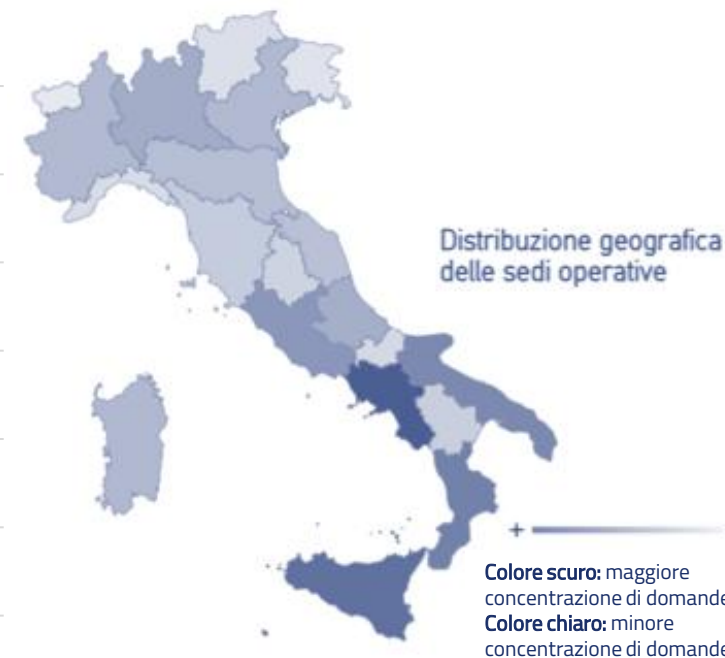 Distribuzione geografica
delle sedi operative
+
Colore scuro: maggiore
concentrazione di domande
Colore chiaro: minore
concentrazione di domande